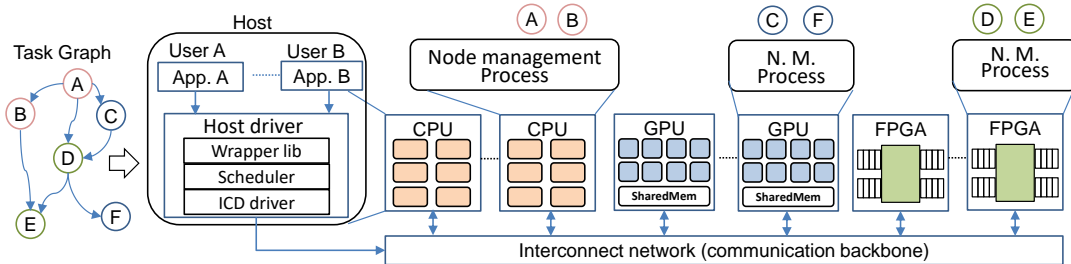 Task Graph
A
B
C
D
E
F
Host
User A
User B
App. A
App. B
Host driver
Wrapper lib
Scheduler
ICD driver
A B
Node management
Process
C F
N. M.
Process
D E
N. M.
Process
CPU
CPU
GPU
SharedMem
GPU
SharedMem
FPGA
FPGA
Interconnect network (communication backbone)